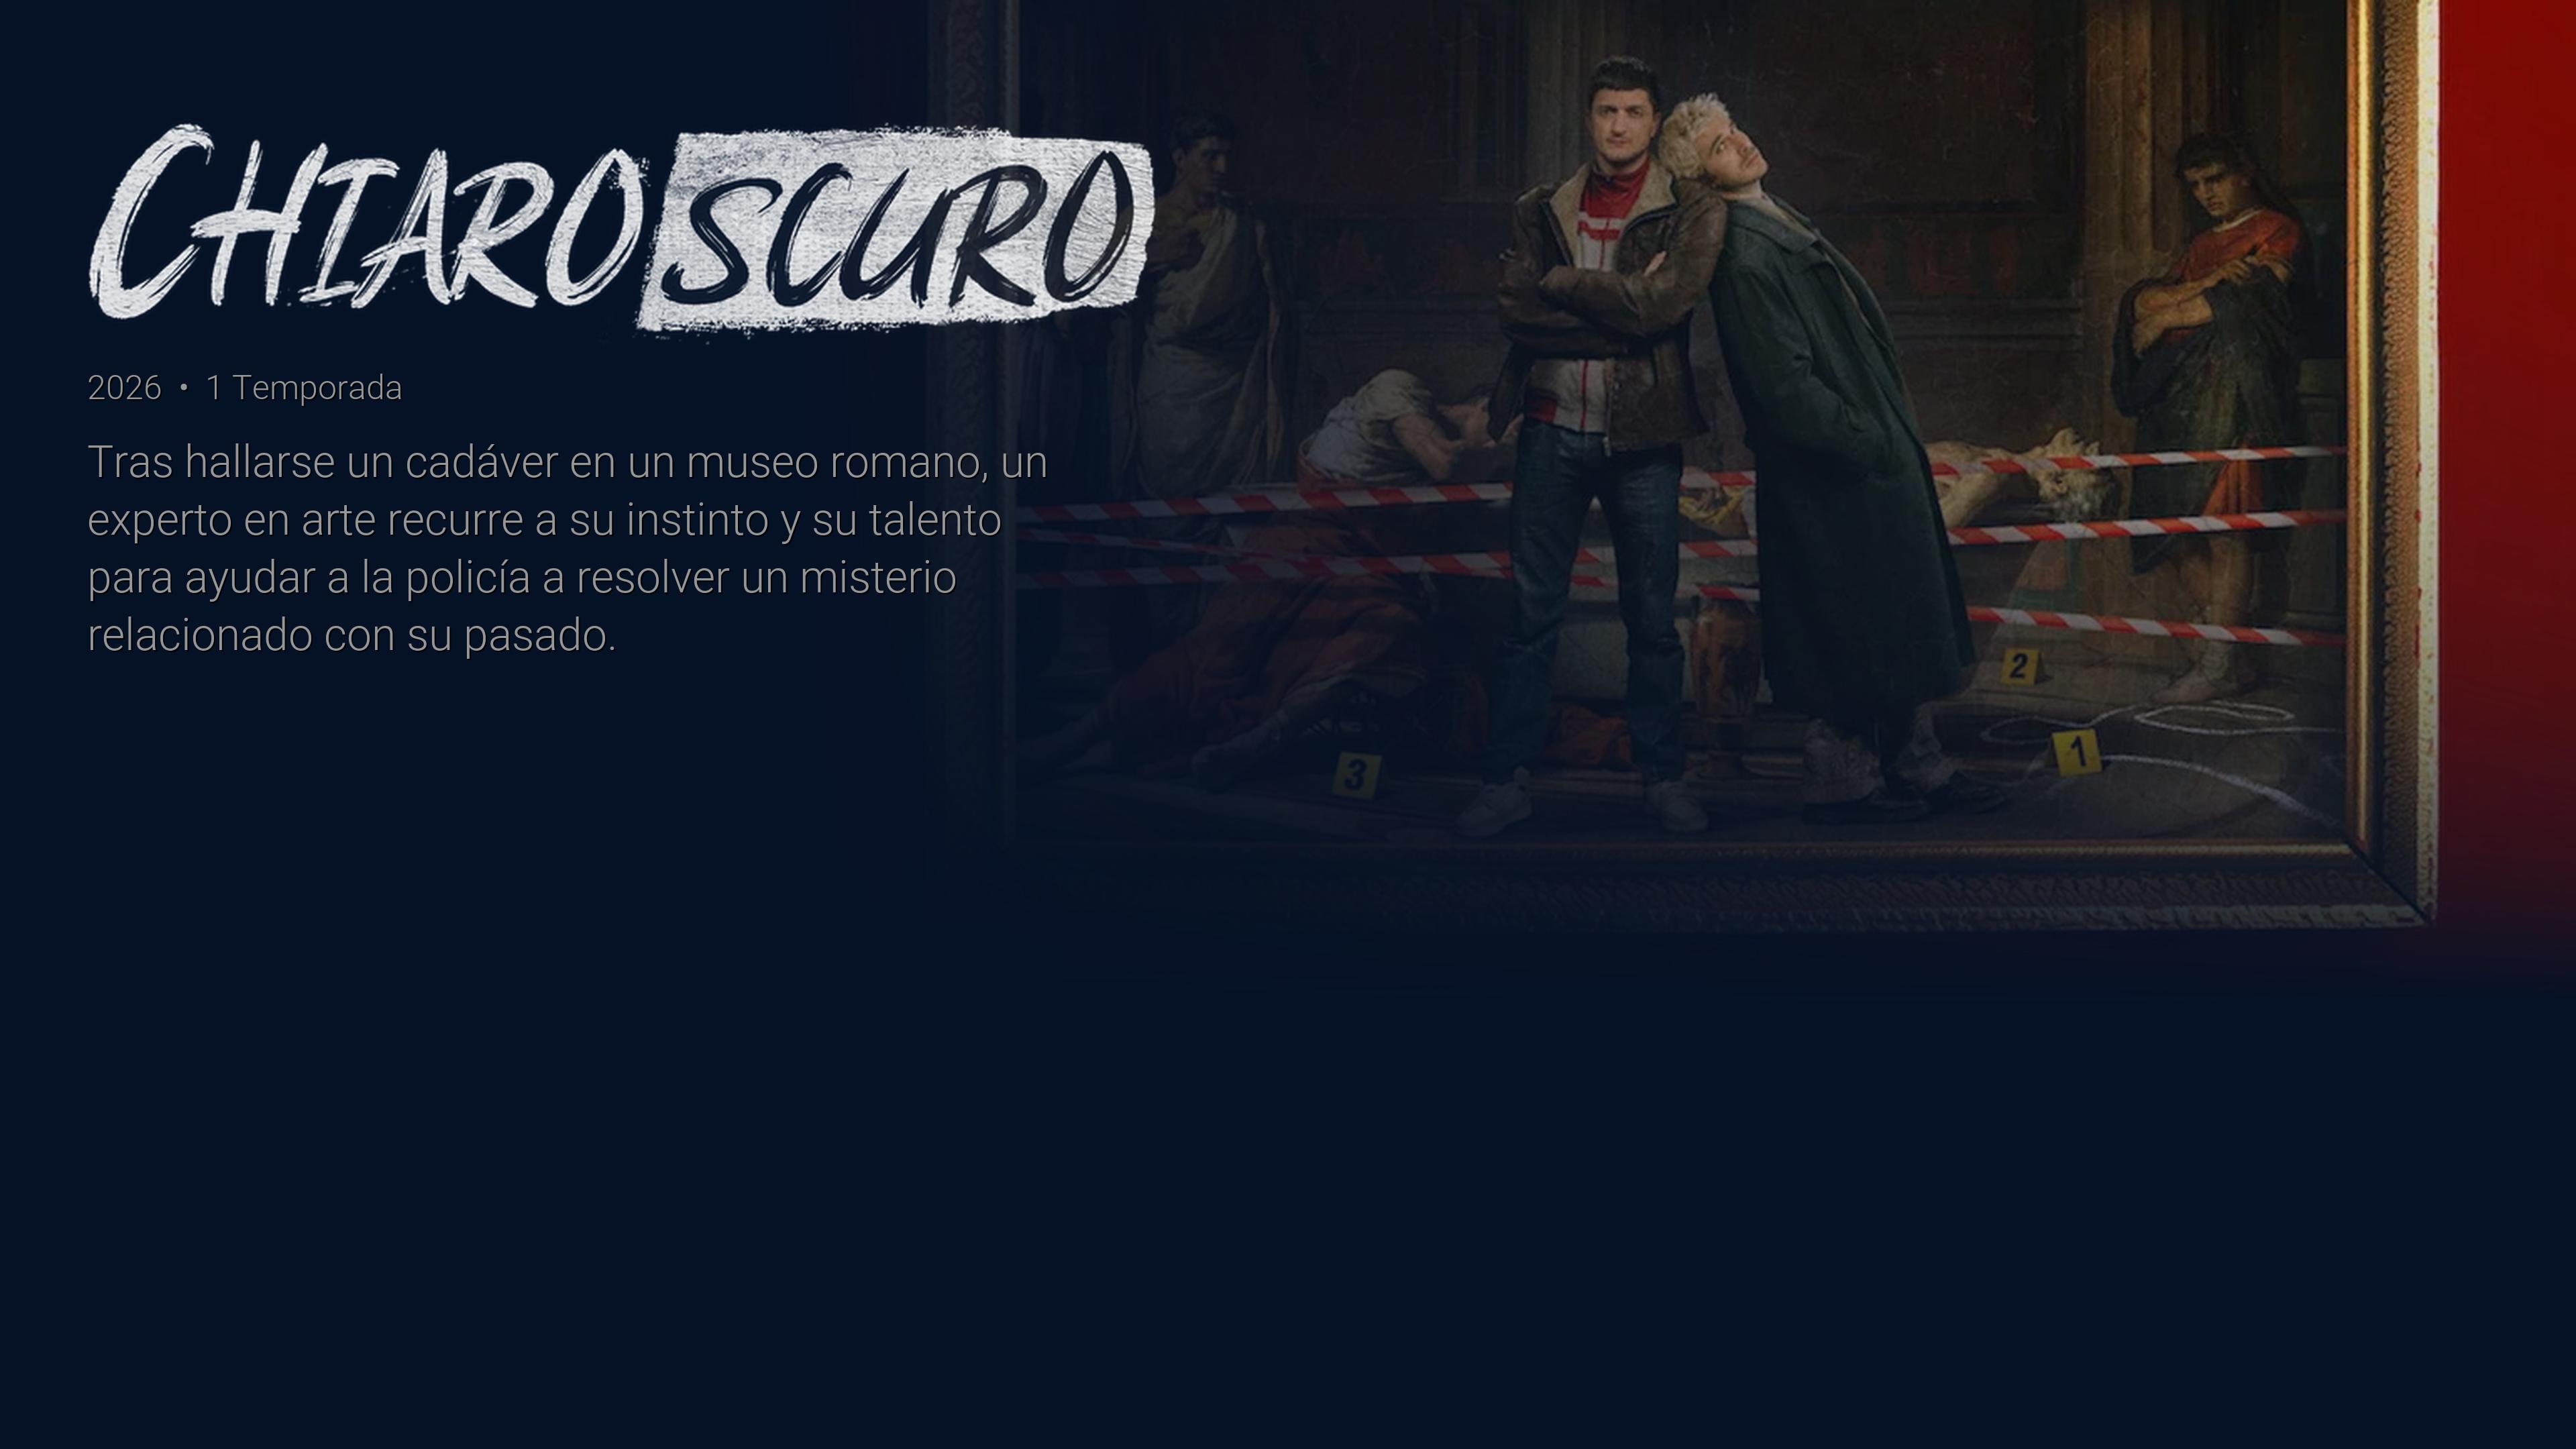 CHIAROSCURO
2026 • 1 Temporada
Tras hallarse un cadáver en un museo romano, un
experto en arte recurre a su instinto y su talento
para ayudar a la policía a resolver un misterio
relacionado con su pasado.
2
1
3